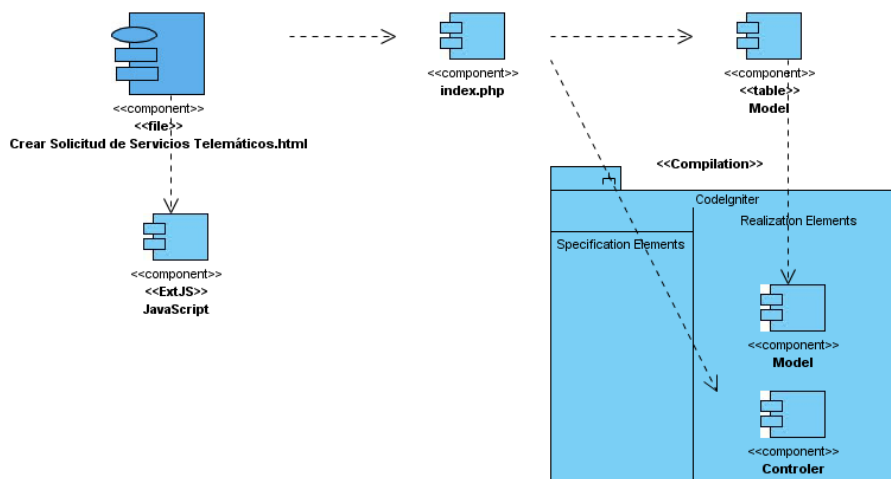 <<component>>
<<file>>
Crear Solicitud de Servicios Telemáticos.html
<<component>>
index.php
<<component>>
<<table>>
Model
<<component>>
<<ExtJS>>
JavaScript
<<Compilation>>
CodeIgniter
Specification Elements
Realization Elements
<<component>>
Model
<<component>>
Controler